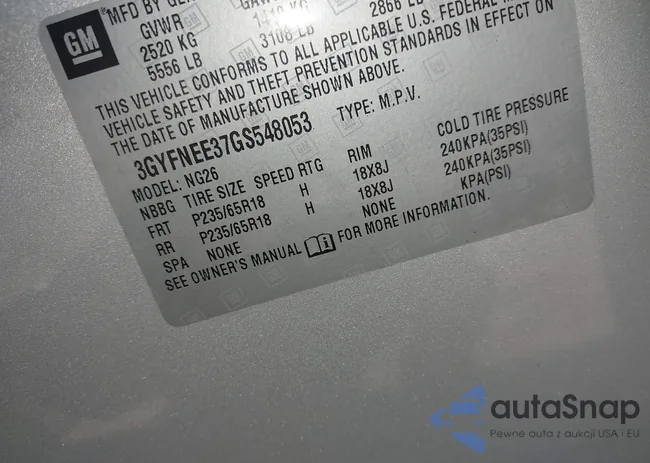 GM
MFD BY
GVWR
2520 KG
5556 LB
3108 LB
2868 LB
THIS VEHICLE CONFORMS TO ALL APPLICABLE U.S. FEDERAL
VEHICLE SAFETY AND THEFT PREVENTION STANDARDS IN EFFECT ON
THE DATE OF MANUFACTURE SHOWN ABOVE.
3GYFNEE37GS548053 TYPE: M.P.V.
MODEL: NG26
NBBG TIRE SIZE SPEED RTG RIM COLD TIRE PRESSURE
FRT P235/65R18 H 18X8J 240KPA(35PSI)
RR P235/65R18 H 18X8J 240KPA(35PSI)
SPA NONE NONE KPA(PSI)
SEE OWNER'S MANUAL FOR MORE INFORMATION.
autaSnap
Pewne auta z aukcji USA i EU